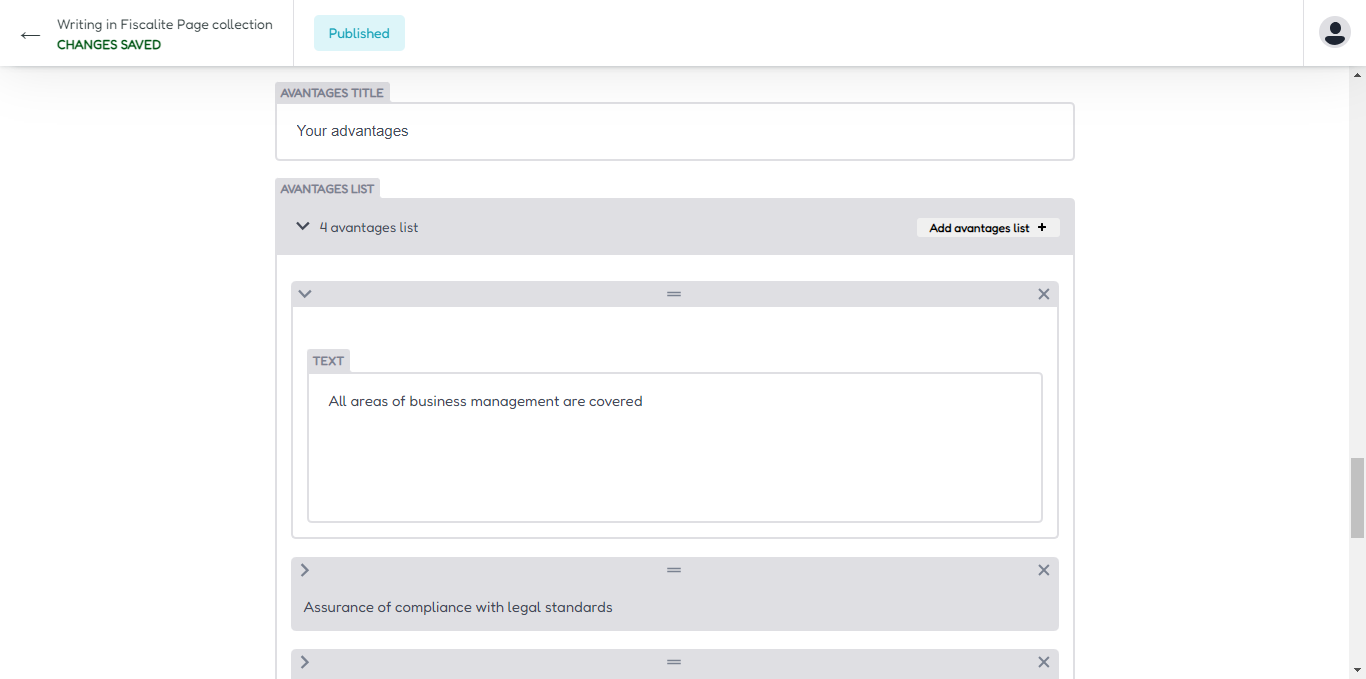 Writing in Fiscalite Page collection
CHANGES SAVED
Published
AVANTAGES TITLE
Your advantages
AVANTAGES LIST
4 avantages list
Add avantages list +
TEXT
All areas of business management are covered
Assurance of compliance with legal standards